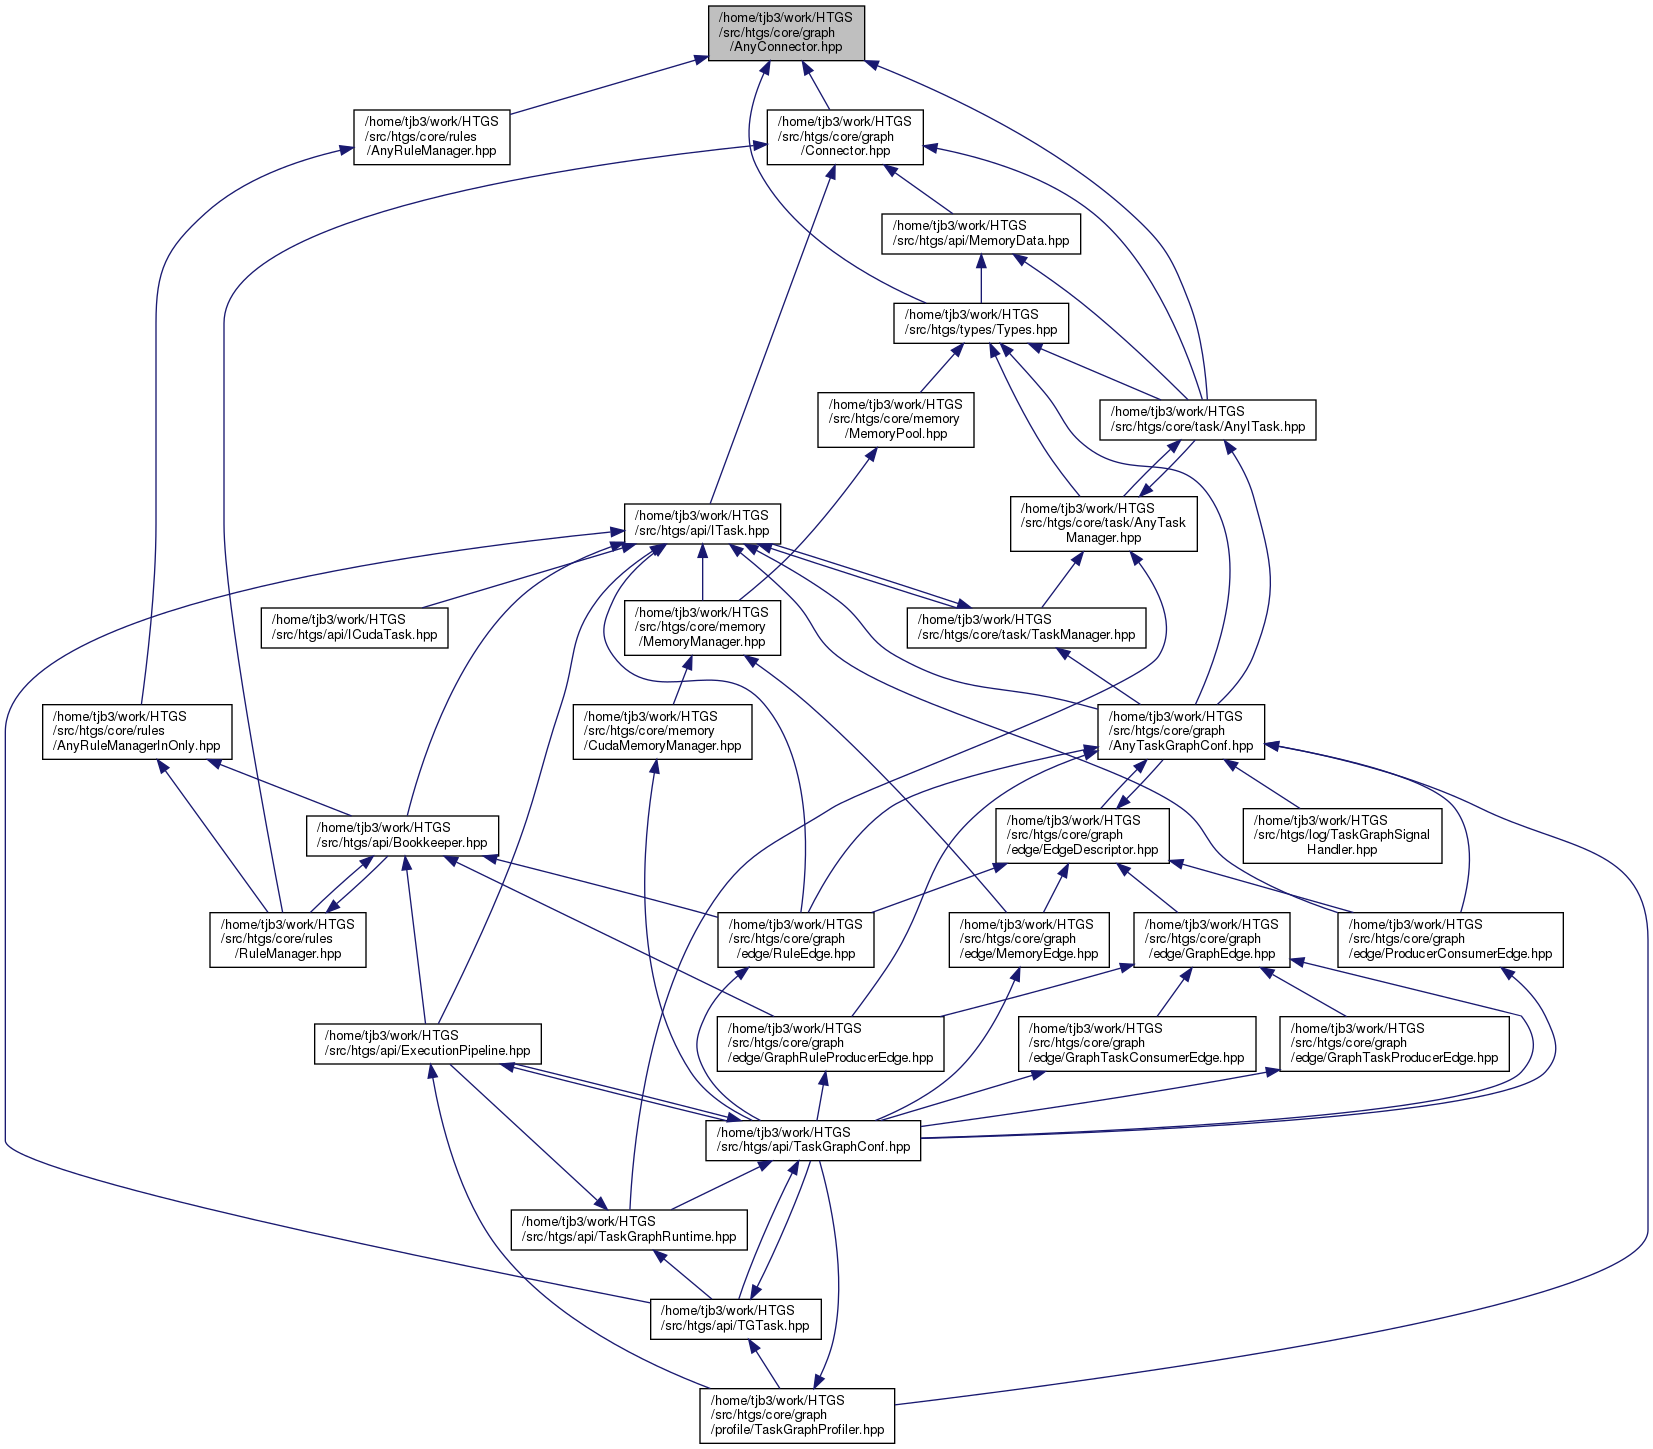 /home/tjb3/work/HTGS
/src/htgs/core/graph
/AnyConnector.hpp
/home/tjb3/work/HTGS
/src/htgs/core/rules
/AnyRuleManager.hpp
/home/tjb3/work/HTGS
/src/htgs/core/graph
/Connector.hpp
/home/tjb3/work/HTGS
/src/htgs/api/MemoryData.hpp
/home/tjb3/work/HTGS
/src/htgs/types/Types.hpp
/home/tjb3/work/HTGS
/src/htgs/core/memory
/MemoryPool.hpp
/home/tjb3/work/HTGS
/src/htgs/core/task/AnyITask.hpp
/home/tjb3/work/HTGS
/src/htgs/api/ITask.hpp
/home/tjb3/work/HTGS
/src/htgs/core/task/AnyTask
Manager.hpp
/home/tjb3/work/HTGS
/src/htgs/api/ICudaTask.hpp
/home/tjb3/work/HTGS
/src/htgs/core/memory
/MemoryManager.hpp
/home/tjb3/work/HTGS
/src/htgs/core/task/TaskManager.hpp
/home/tjb3/work/HTGS
/src/htgs/core/rules
/AnyRuleManagerInOnly.hpp
/home/tjb3/work/HTGS
/src/htgs/core/memory
/CudaMemoryManager.hpp
/home/tjb3/work/HTGS
/src/htgs/core/graph
/AnyTaskGraphConf.hpp
/home/tjb3/work/HTGS
/src/htgs/api/Bookkeeper.hpp
/home/tjb3/work/HTGS
/src/htgs/core/graph
/edge/EdgeDescriptor.hpp
/home/tjb3/work/HTGS
/src/htgs/log/TaskGraphSignal
Handler.hpp
/home/tjb3/work/HTGS
/src/htgs/core/rules
/RuleManager.hpp
/home/tjb3/work/HTGS
/src/htgs/core/graph
/edge/RuleEdge.hpp
/home/tjb3/work/HTGS
/src/htgs/core/graph
/edge/MemoryEdge.hpp
/home/tjb3/work/HTGS
/src/htgs/core/graph
/edge/GraphEdge.hpp
/home/tjb3/work/HTGS
/src/htgs/core/graph
/edge/ProducerConsumerEdge.hpp
/home/tjb3/work/HTGS
/src/htgs/api/ExecutionPipeline.hpp
/home/tjb3/work/HTGS
/src/htgs/core/graph
/edge/GraphRuleProducerEdge.hpp
/home/tjb3/work/HTGS
/src/htgs/core/graph
/edge/GraphTaskConsumerEdge.hpp
/home/tjb3/work/HTGS
/src/htgs/core/graph
/edge/GraphTaskProducerEdge.hpp
/home/tjb3/work/HTGS
/src/htgs/api/TaskGraphConf.hpp
/home/tjb3/work/HTGS
/src/htgs/api/TaskGraphRuntime.hpp
/home/tjb3/work/HTGS
/src/htgs/api/TGTask.hpp
/home/tjb3/work/HTGS
/src/htgs/core/graph
/profile/TaskGraphProfiler.hpp